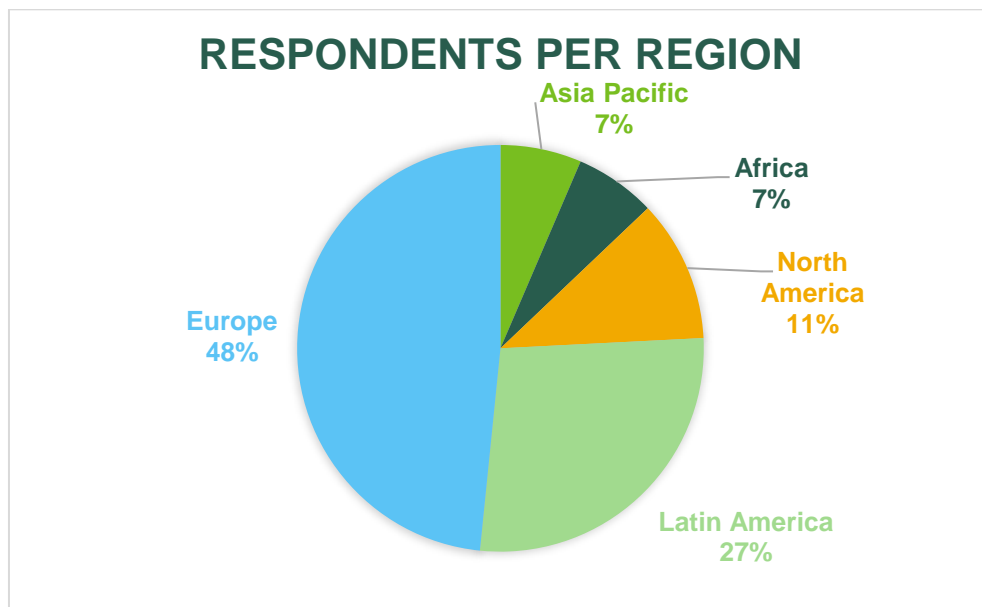 RESPONDENTS PER REGION
Asia Pacific
7%
Africa
7%
North
America
11%
Europe
48%
Latin America
27%